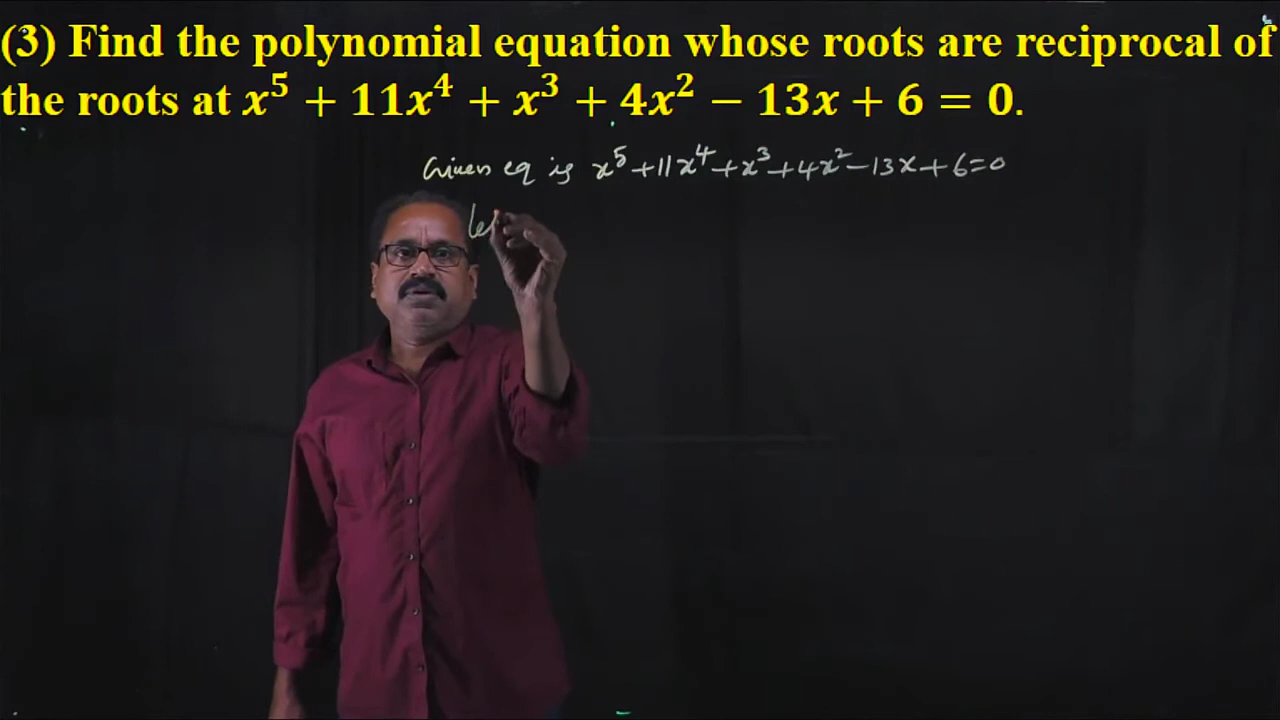 (3) Find the polynomial equation whose roots are reciprocal of
the roots at x⁵ + 11x⁴ + x³ + 4x² − 13x + 6 = 0.
Given eq is x⁵ + 11x⁴ + x³ + 4x² − 13x + 6 = 0
let